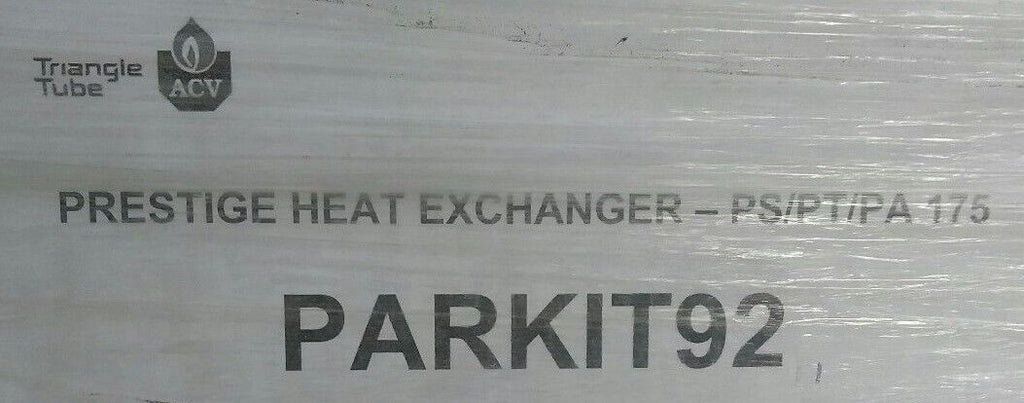 Triangle
Tube
ACV
PRESTIGE HEAT EXCHANGER – PS/PT/PA 175
PARKIT92